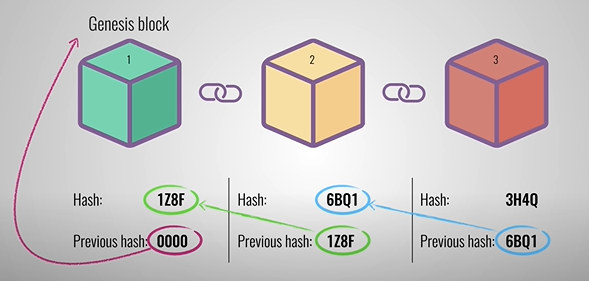 Genesis block
1
2
3
Hash: 1Z8F
Previous hash: 0000
Hash: 6BQ1
Previous hash: 1Z8F
Hash: 3H4Q
Previous hash: 6BQ1